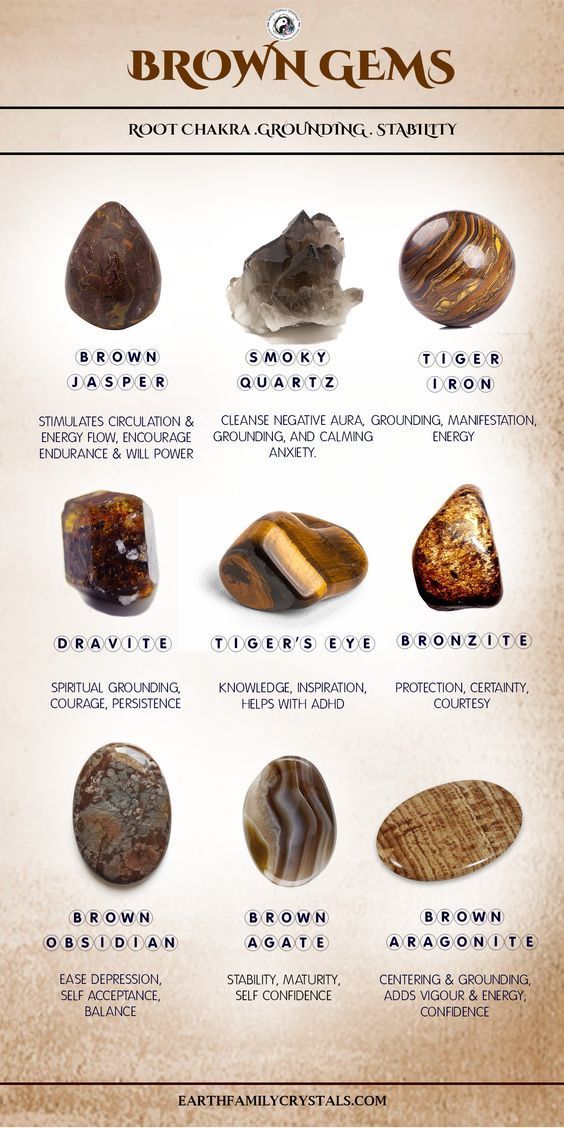 BROWN GEMS
ROOT CHAKRA .GROUNDING . STABILITY
BROWN
JASPER
SMOKY
QUARTZ
TIGER
IRON
STIMULATES CIRCULATION &
ENERGY FLOW, ENCOURAGE
ENDURANCE & WILL POWER
CLEANSE NEGATIVE AURA,
GROUNDING, AND CALMING
ANXIETY.
GROUNDING, MANIFESTATION,
ENERGY
DRAVITE
TIGER'S EYE
BRONZITE
SPIRITUAL GROUNDING,
COURAGE, PERSISTENCE
KNOWLEDGE, INSPIRATION,
HELPS WITH ADHD
PROTECTION, CERTAINTY,
COURTESY
BROWN
OBSIDIAN
BROWN
AGATE
BROWN
ARAGONITE
EASE DEPRESSION,
SELF ACCEPTANCE,
BALANCE
STABILITY, MATURITY,
SELF CONFIDENCE
CENTERING & GROUNDING,
ADDS VIGOUR & ENERGY,
CONFIDENCE
EARTHFAMILYCRYSTALS.COM